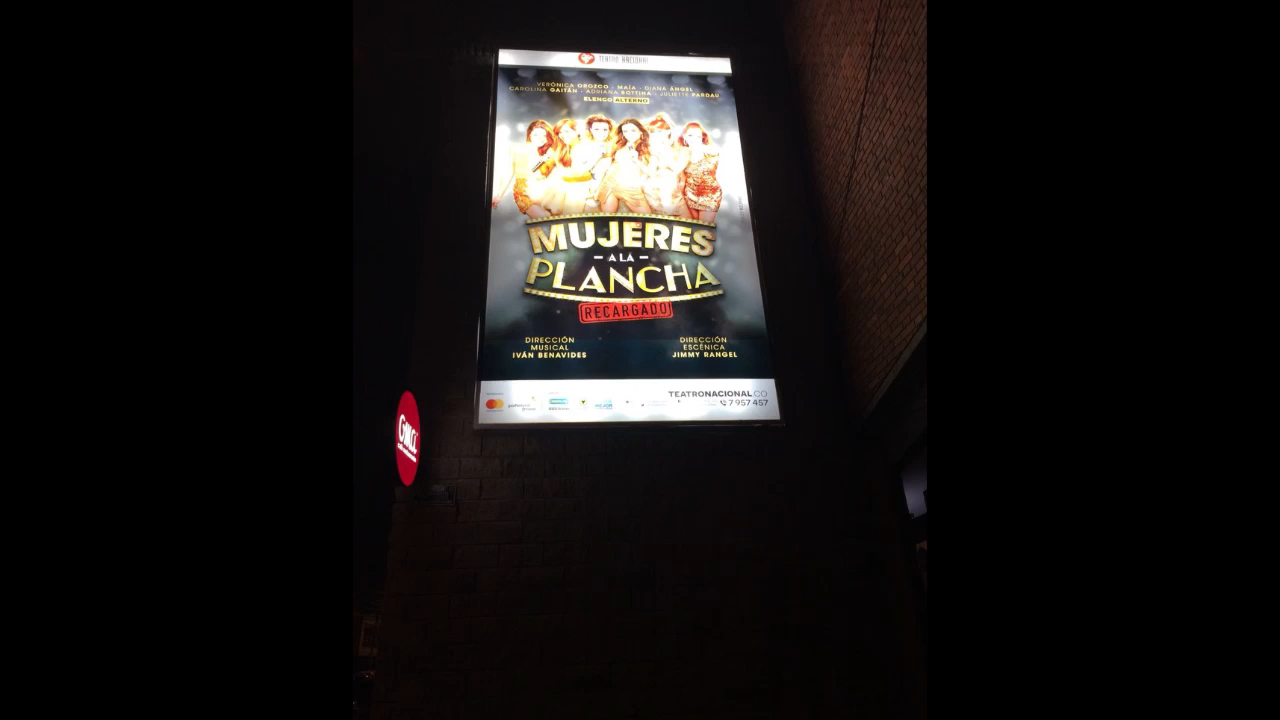 TEATRO NACIONAL
VERÓNICA OROZCO - MAÍA - DIANA ÁNGEL
CAROLINA GAITÁN - ADRIANA BOTTINA - JULIETTE PARDAU
ELENCO ALTERNO
MUJERES
- A LA -
PLANCHA
RECARGADO
DIRECCIÓN
MUSICAL
IVÁN BENAVIDES
DIRECCIÓN
ESCÉNICA
JIMMY RANGEL
TEATRONACIONAL.CO
7 957 457